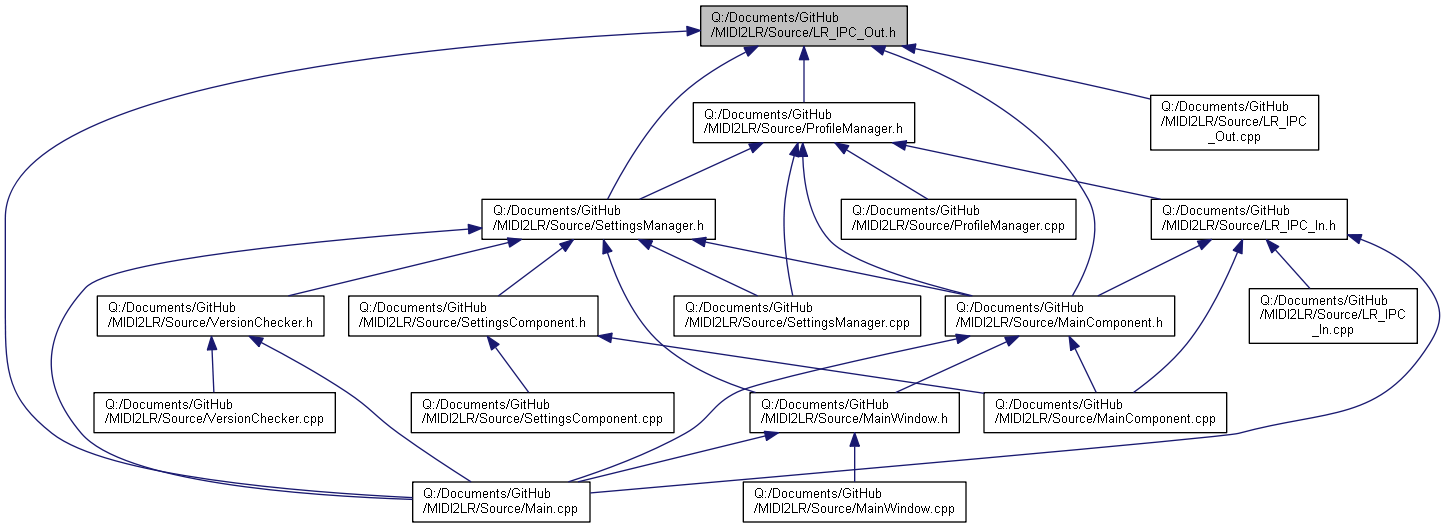 Q:/Documents/GitHub
/MIDI2LR/Source/LR_IPC_Out.h
Q:/Documents/GitHub
/MIDI2LR/Source/ProfileManager.h
Q:/Documents/GitHub
/MIDI2LR/Source/LR_IPC
_Out.cpp
Q:/Documents/GitHub
/MIDI2LR/Source/SettingsManager.h
Q:/Documents/GitHub
/MIDI2LR/Source/ProfileManager.cpp
Q:/Documents/GitHub
/MIDI2LR/Source/LR_IPC_In.h
Q:/Documents/GitHub
/MIDI2LR/Source/VersionChecker.h
Q:/Documents/GitHub
/MIDI2LR/Source/SettingsComponent.h
Q:/Documents/GitHub
/MIDI2LR/Source/SettingsManager.cpp
Q:/Documents/GitHub
/MIDI2LR/Source/MainComponent.h
Q:/Documents/GitHub
/MIDI2LR/Source/LR_IPC
_In.cpp
Q:/Documents/GitHub
/MIDI2LR/Source/VersionChecker.cpp
Q:/Documents/GitHub
/MIDI2LR/Source/SettingsComponent.cpp
Q:/Documents/GitHub
/MIDI2LR/Source/MainWindow.h
Q:/Documents/GitHub
/MIDI2LR/Source/MainComponent.cpp
Q:/Documents/GitHub
/MIDI2LR/Source/Main.cpp
Q:/Documents/GitHub
/MIDI2LR/Source/MainWindow.cpp